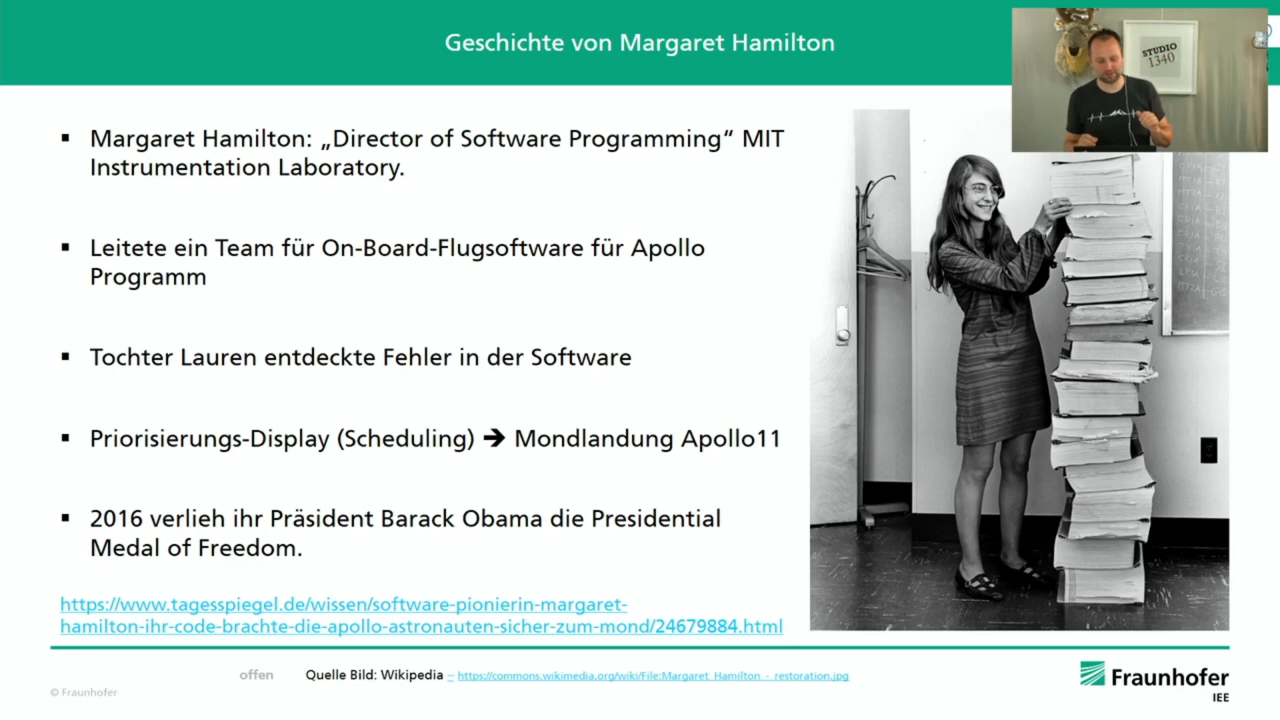 Geschichte von Margaret Hamilton
STUDIO
1340
Margaret Hamilton: „Director of Software Programming“ MIT
Instrumentation Laboratory.
Leitete ein Team für On-Board-Flugsoftware für Apollo
Programm
Tochter Lauren entdeckte Fehler in der Software
Priorisierungs-Display (Scheduling) ➔ Mondlandung Apollo11
2016 verlieh ihr Präsident Barack Obama die Presidential
Medal of Freedom.
https://www.tagesspiegel.de/wissen/software-pionierin-margaret-
hamilton-ihr-code-brachte-die-apollo-astronauten-sicher-zum-mond/24679884.html
offen
Quelle Bild: Wikipedia – https://commons.wikimedia.org/wiki/File:Margaret_Hamilton_-_restoration.jpg
© Fraunhofer
Fraunhofer
IEE